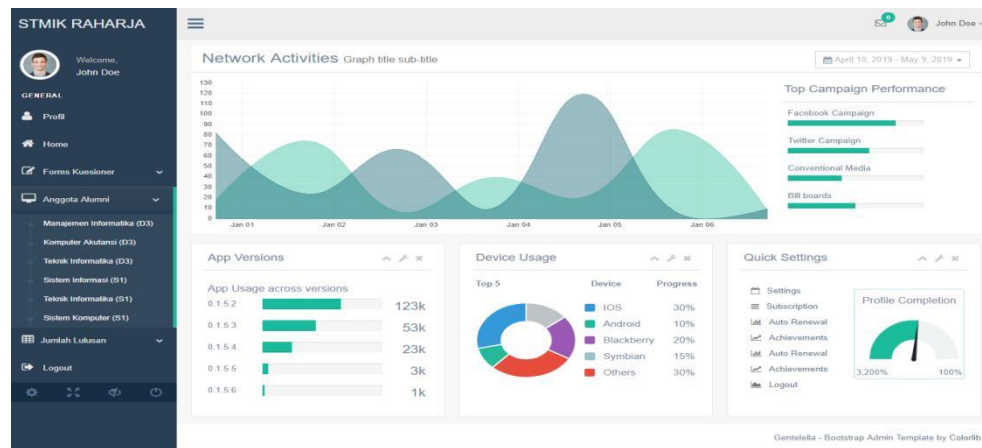 STMIK RAHARJA
Welcome,
John Doe
GENERAL
Profil
Home
Forms Kuesioner
Anggota Alumni
Manajemen Informatika (D3)
Komputer Akutansi (D3)
Teknik Informatika (D3)
Sistem Informasi (S1)
Teknik Informatika (S1)
Sistem Komputer (S1)
Jumlah Lulusan
Logout
6
John Doe
Network Activities Graph title sub-title
April 10, 2019 - May 9, 2019
130
120
110
100
90
80
70
60
50
40
30
20
10
0
Jan 01 Jan 02 Jan 03 Jan 04 Jan 05 Jan 06
Top Campaign Performance
Facebook Campaign
Twitter Campaign
Conventional Media
Bill boards
App Versions
App Usage across versions
0.1.5.2 123k
0.1.5.3 53k
0.1.5.4 23k
0.1.5.5 3k
0.1.5.6 1k
Device Usage
Top 5 Device Progress
IOS 30%
Android 10%
Blackberry 20%
Symbian 15%
Others 30%
Quick Settings
Settings
Subscription
Auto Renewal
Achievements
Auto Renewal
Achievements
Logout
Profile Completion
3,200% 100%
Gentelella - Bootstrap Admin Template by Colorlib